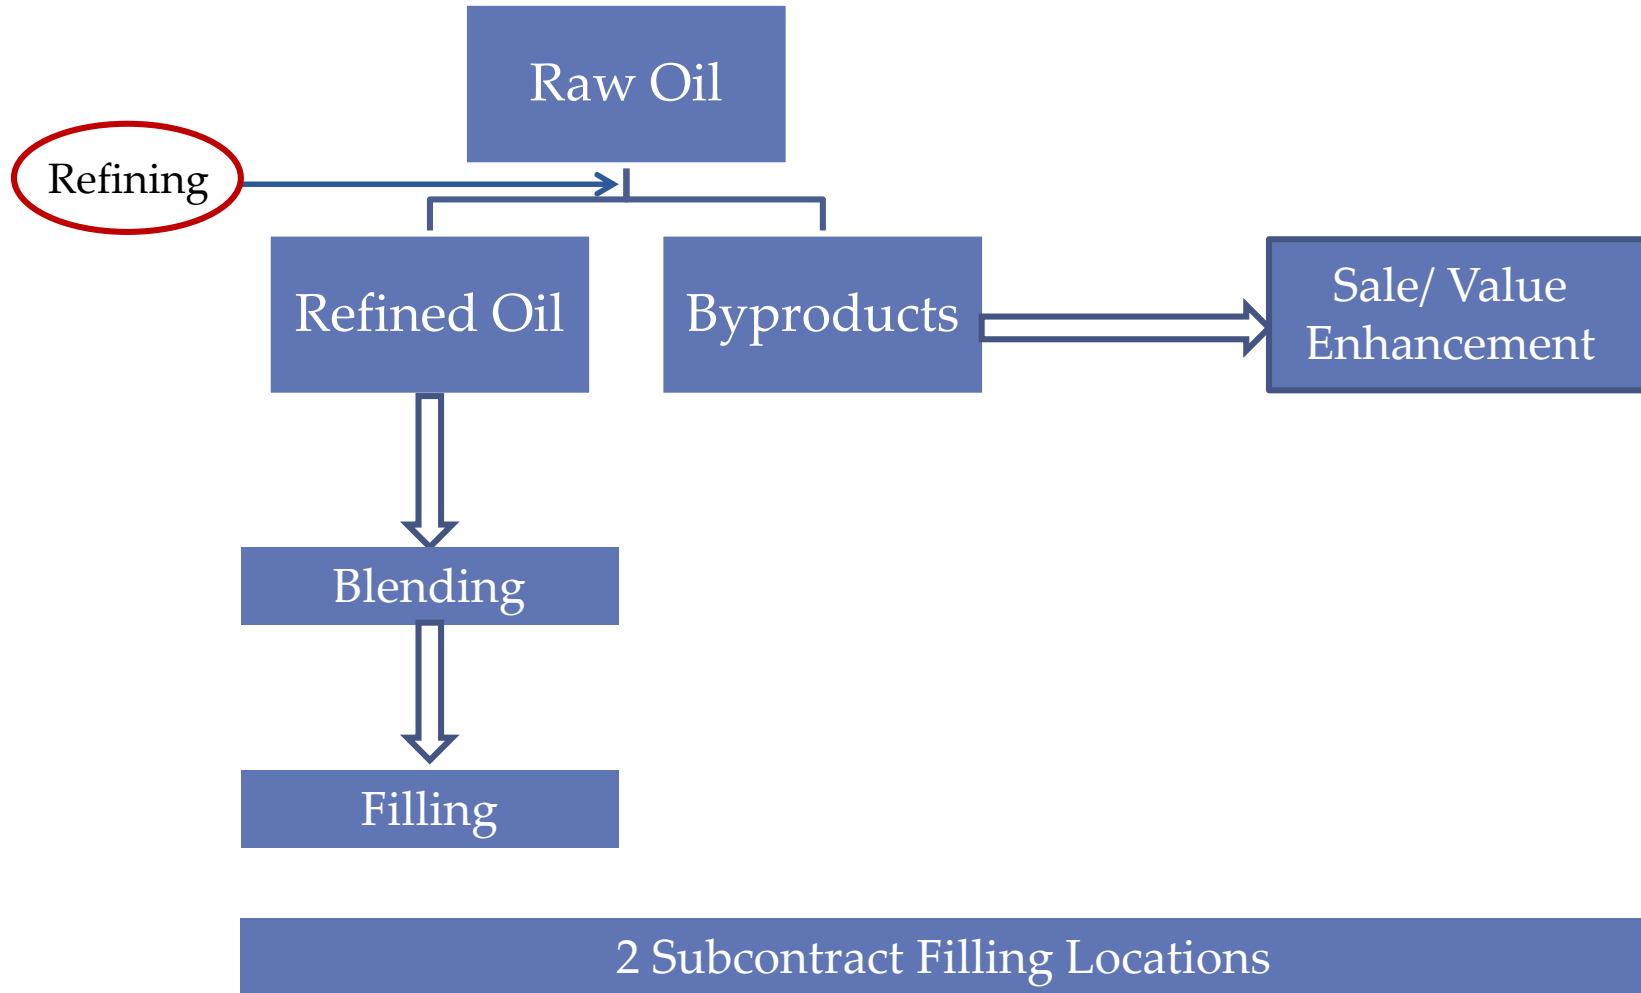 Raw Oil
Refining
Refined Oil
Byproducts
Sale/ Value
Enhancement
Blending
Filling
2 Subcontract Filling Locations